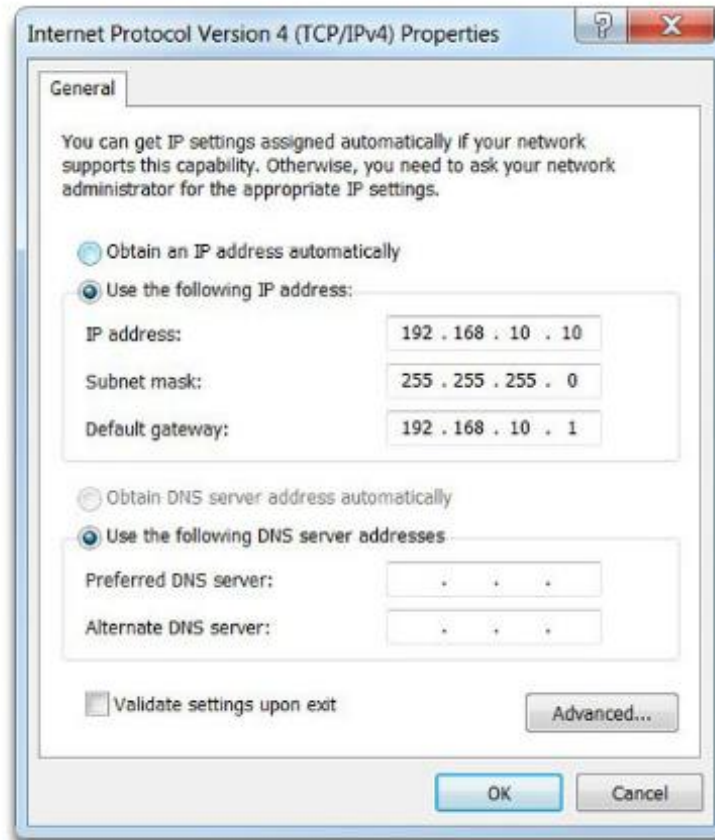 Internet Protocol Version 4 (TCP/IPv4) Properties
General
You can get IP settings assigned automatically if your network
supports this capability. Otherwise, you need to ask your network
administrator for the appropriate IP settings.
Obtain an IP address automatically
Use the following IP address:
IP address: 192 . 168 . 10 . 10
Subnet mask: 255 . 255 . 255 . 0
Default gateway: 192 . 168 . 10 . 1
Obtain DNS server address automatically
Use the following DNS server addresses
Preferred DNS server: . . .
Alternate DNS server: . . .
Validate settings upon exit
Advanced...
OK Cancel